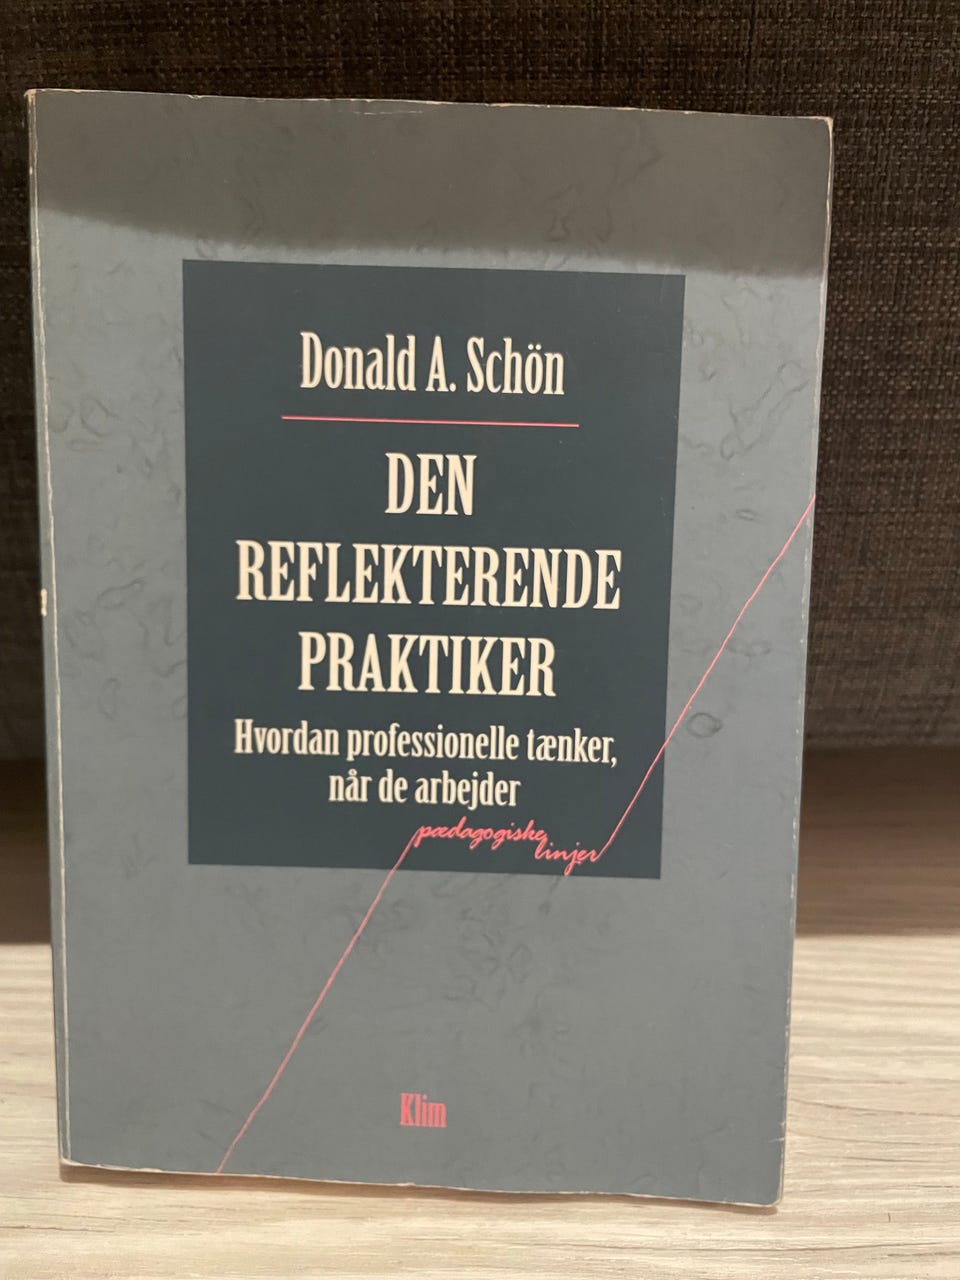 Donald A. Schön
DEN
REFLEKTERENDE
PRAKTIKER
Hvordan professionelle tænker,
når de arbejder
pædagogiske
linjer
Klim